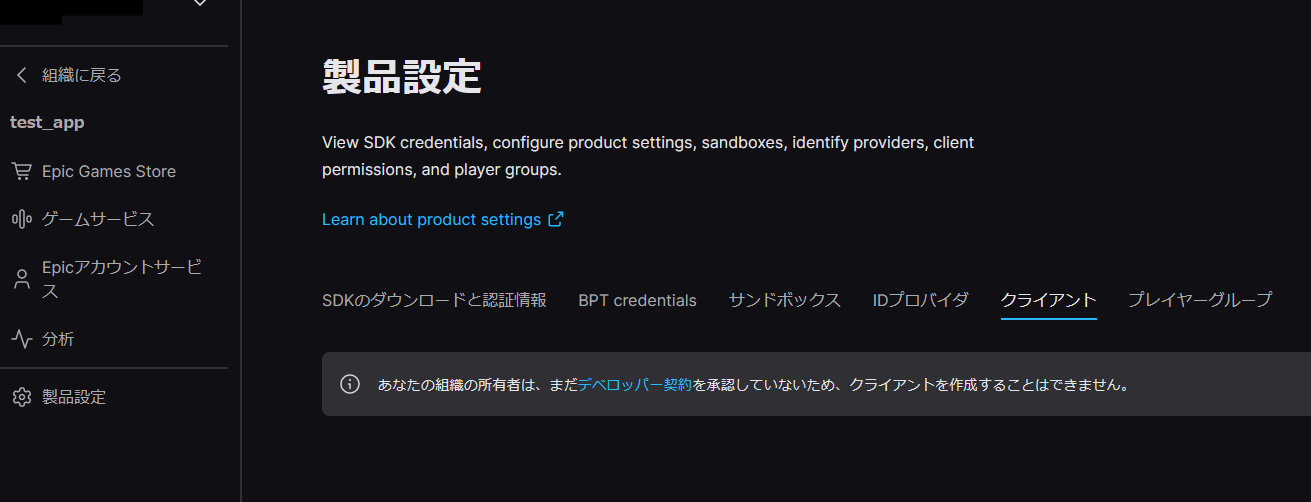 組織に戻る
test_app
Epic Games Store
ゲームサービス
Epicアカウントサービ
ス
分析
製品設定
製品設定
View SDK credentials, configure product settings, sandboxes, identify providers, client
permissions, and player groups.
Learn about product settings
SDKのダウンロードと認証情報 BPT credentials サンドボックス IDプロバイダ クライアント プレイヤーグループ
あなたの組織の所有者は、まだデベロッパー契約を承認していないため、クライアントを作成することはできません。